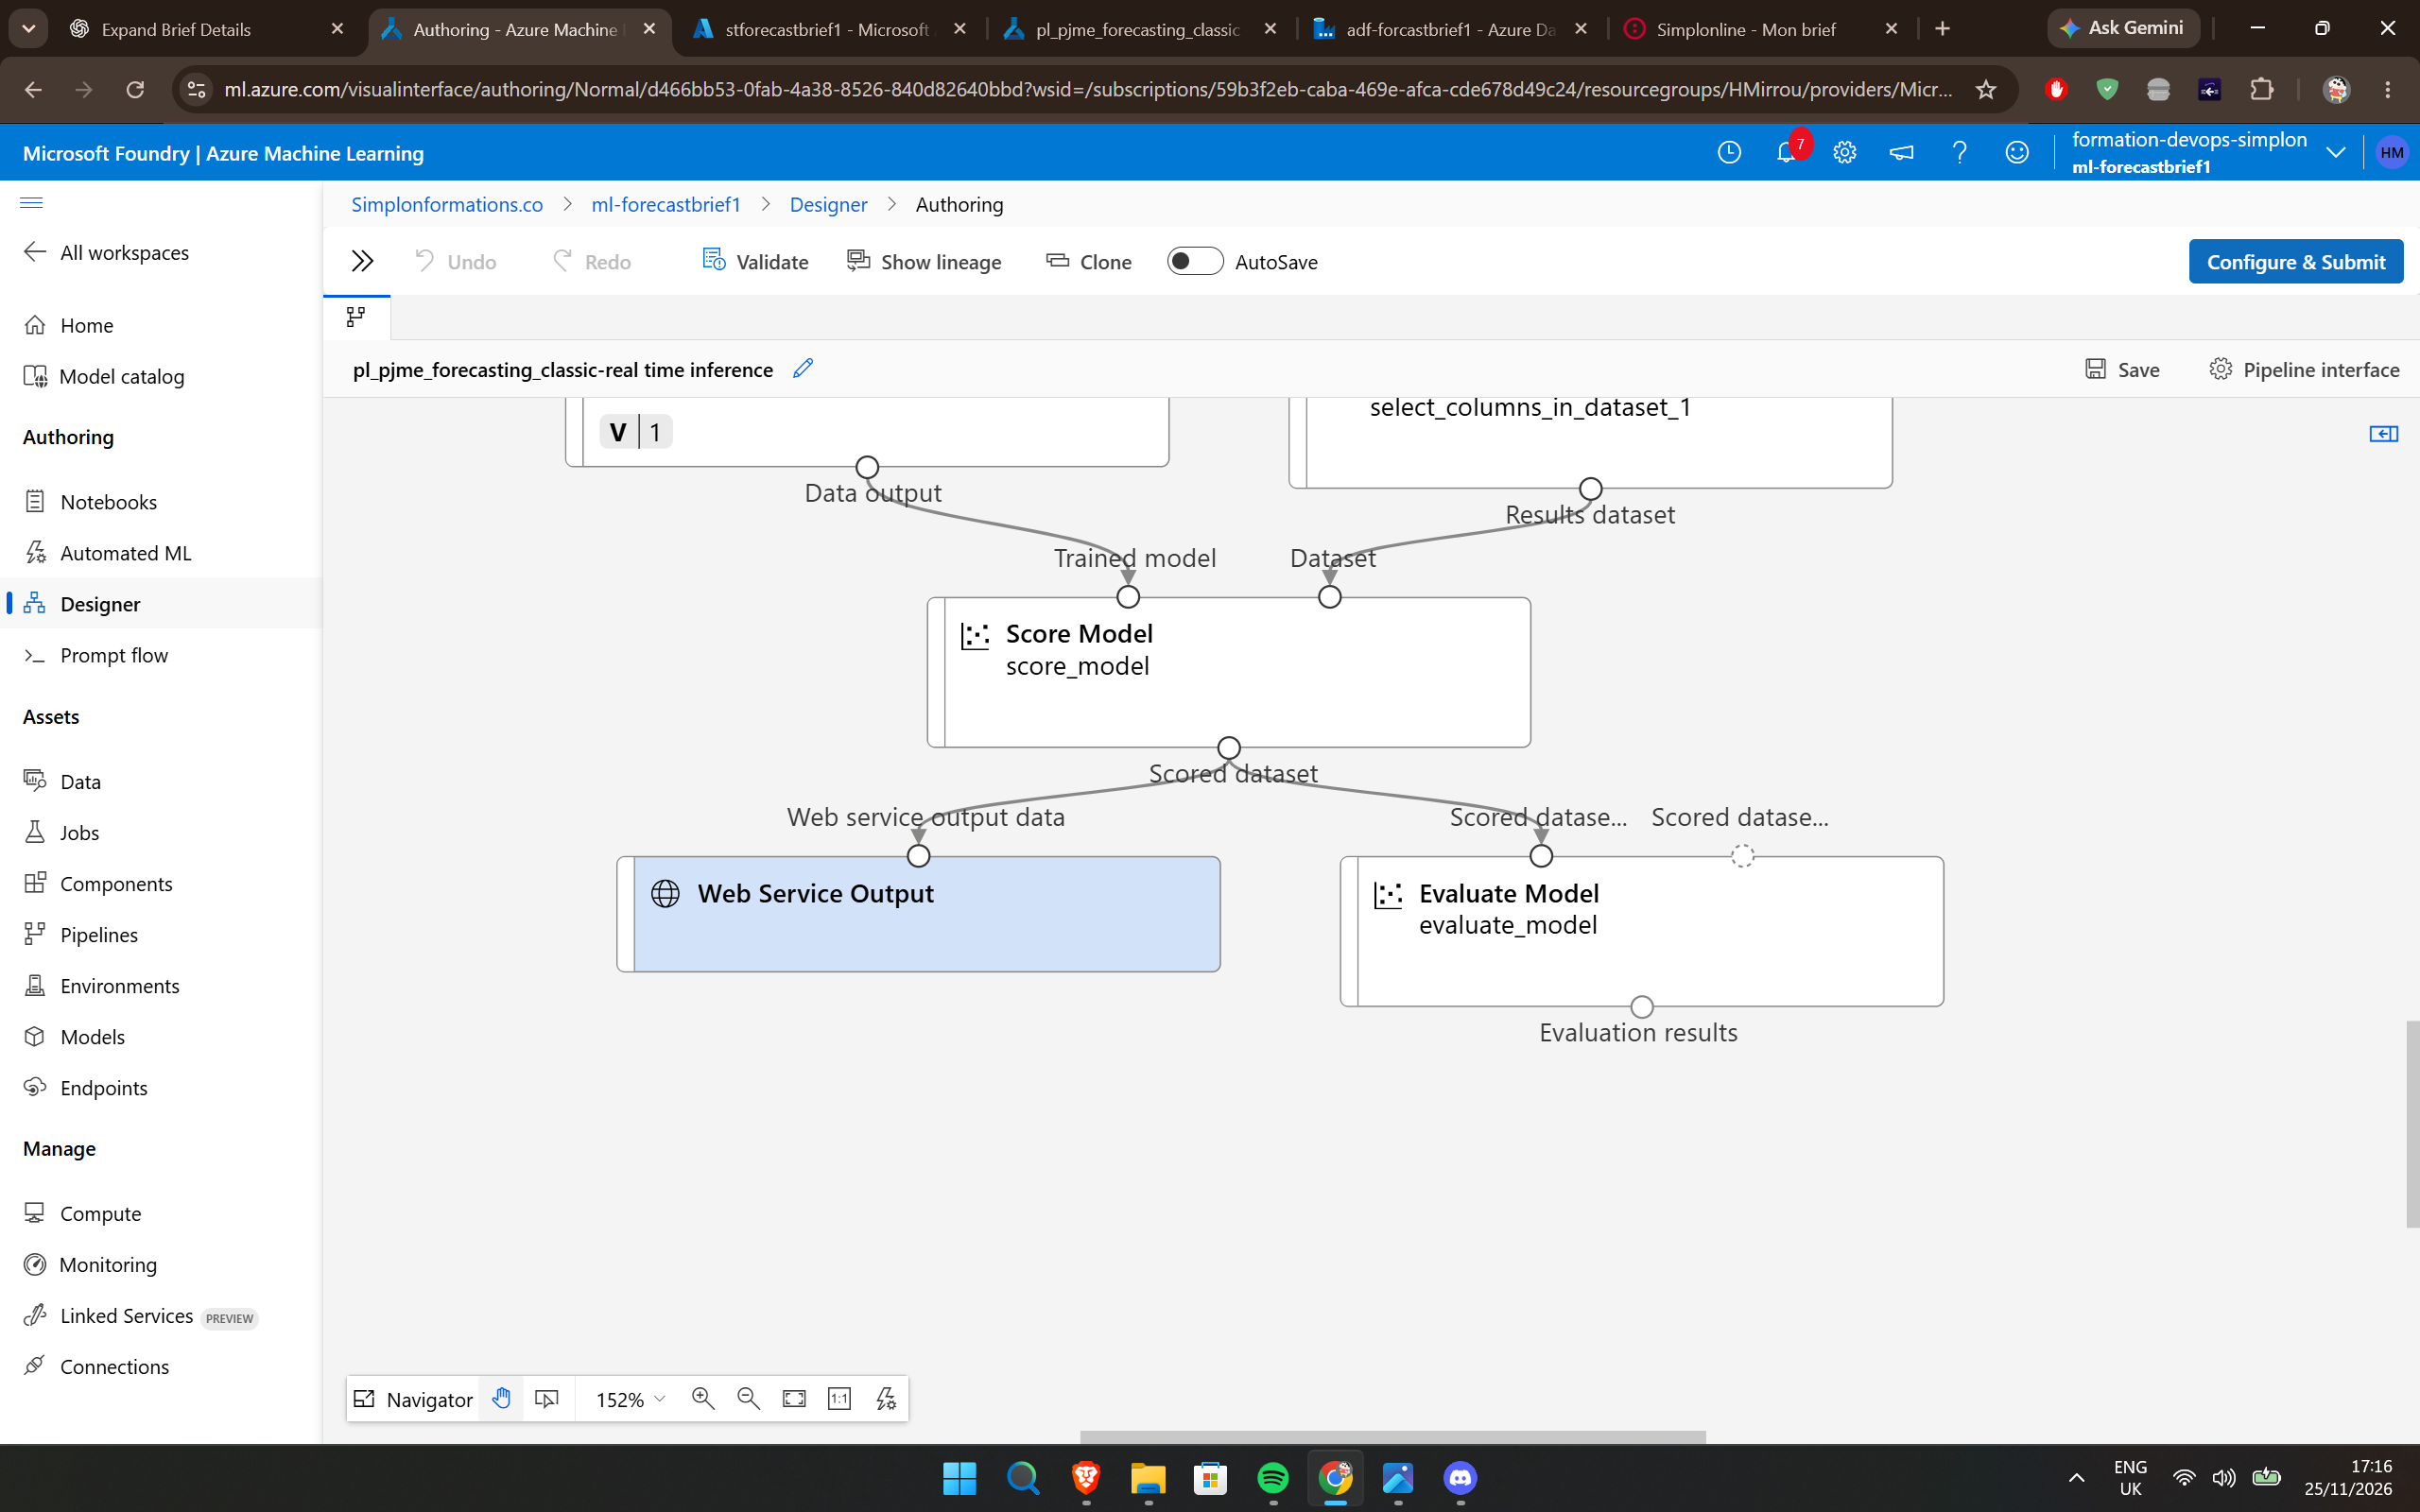 Expand Brief Details
Authoring - Azure Machine
stforecastbrief1 - Microsoft
pl_pjme_forecasting_classic
adf-forcastbrief1 - Azure Da
Simplonline - Mon brief
Ask Gemini
ml.azure.com/visualinterface/authoring/Normal/d466bb53-0fab-4a38-8526-840d82640bbd?wsid=/subscriptions/59b3f2eb-caba-469e-afca-cde678d49c24/resourcegroups/HMirrou/providers/Micr...
Microsoft Foundry | Azure Machine Learning
7
formation-devops-simplon
ml-forecastbrief1
HM
Simplonformations.co > ml-forecastbrief1 > Designer > Authoring
All workspaces
Home
Model catalog
Authoring
Notebooks
Automated ML
Designer
Prompt flow
Assets
Data
Jobs
Components
Pipelines
Environments
Models
Endpoints
Manage
Compute
Monitoring
Linked Services PREVIEW
Connections
Undo
Redo
Validate
Show lineage
Clone
AutoSave
Configure & Submit
pl_pjme_forecasting_classic-real time inference
Save
Pipeline interface
V 1
select_columns_in_dataset_1
Data output
Results dataset
Trained model
Dataset
Score Model
score_model
Scored dataset
Web service output data
Scored datase...
Scored datase...
Web Service Output
Evaluate Model
evaluate_model
Evaluation results
Navigator
152%
1:1
ENG
UK
17:16
25/11/2026